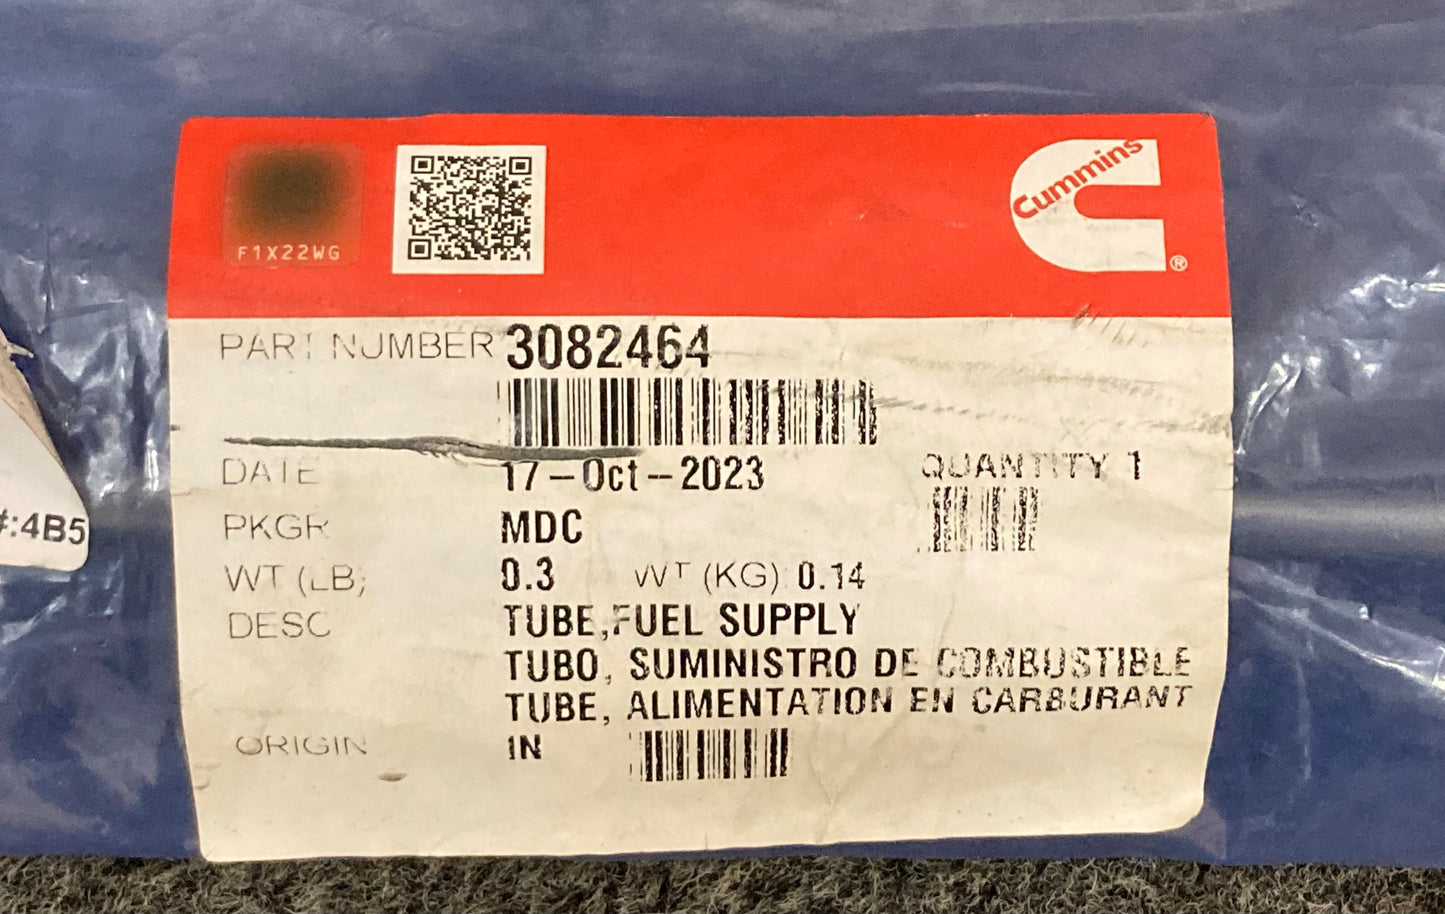 Cummins
®
F1X22WG
PART NUMBER 3082464
DATE 17-Oct-2023 QUANTITY 1
PKGR MDC
WT (LB) 0.3 WT (KG) 0.14
DESC TUBE,FUEL SUPPLY
TUBO, SUMINISTRO DE COMBUSTIBLE
TUBE, ALIMENTATION EN CARBURANT
ORIGIN IN
#:4B5